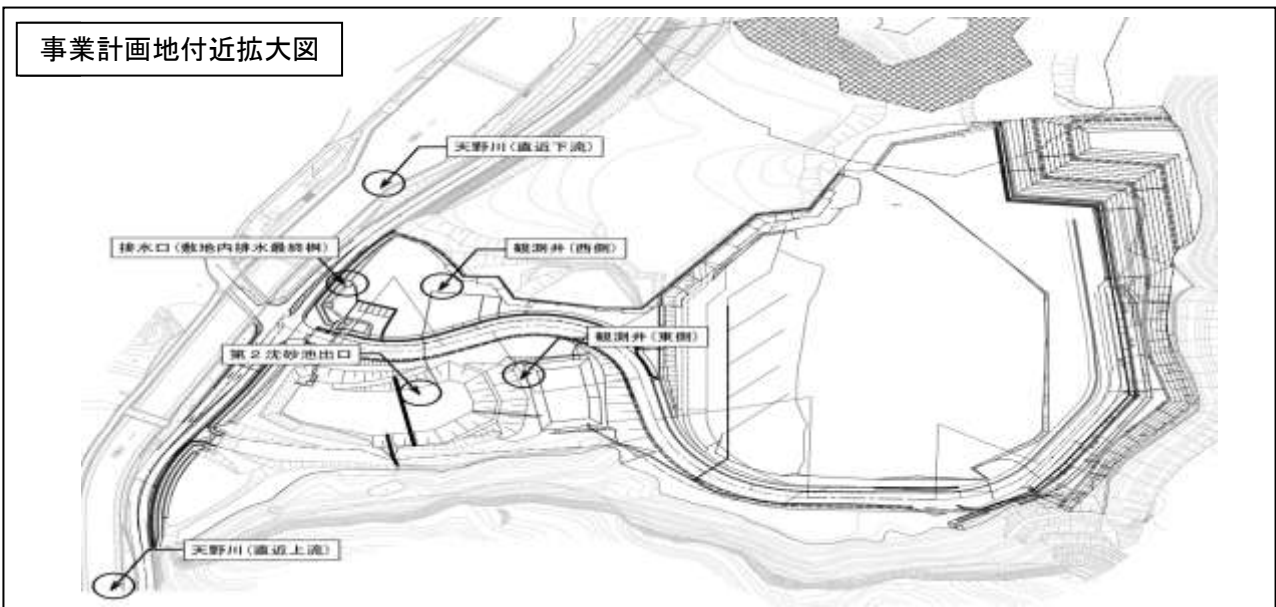 事業計画地付近拡大図
天野川(直近下流)
排水口(敷地内排水最終桝)
観測井(西側)
観測井(東側)
第2沈砂池出口
天野川(直近上流)